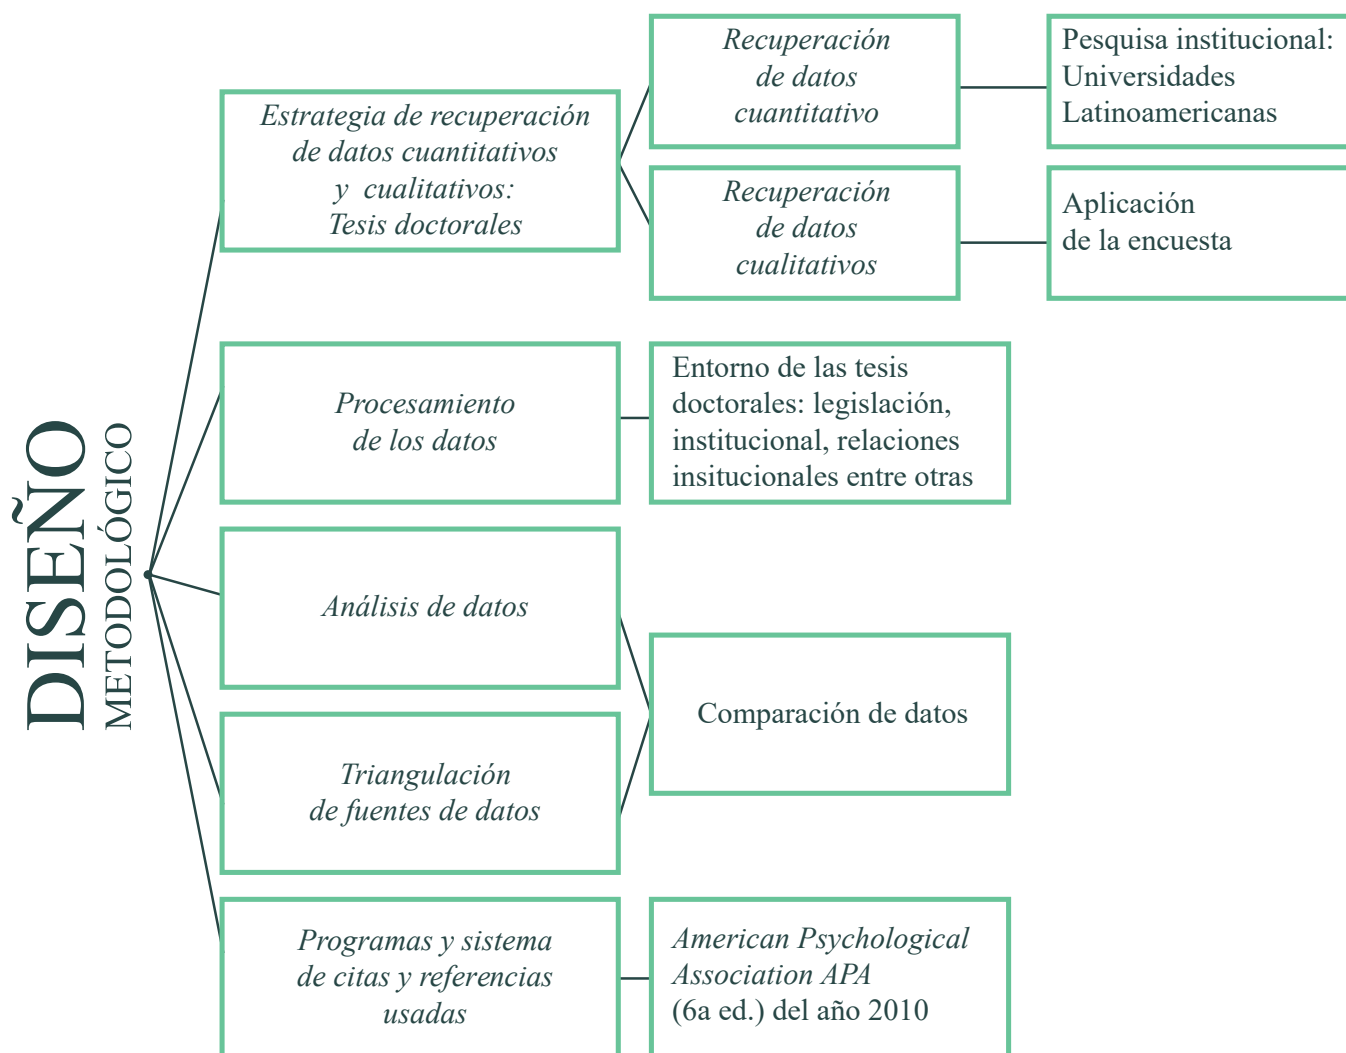 DISEÑO
METODOLÓGICO
Estrategia de recuperación
de datos cuantitativos
y cualitativos:
Tesis doctorales
Recuperación
de datos
cuantitativo
Pesquisa institucional:
Universidades
Latinoamericanas
Recuperación
de datos
cualitativos
Aplicación
de la encuesta
Procesamiento
de los datos
Entorno de las tesis
doctorales: legislación,
institucional, relaciones
insitucionales entre otras
Análisis de datos
Triangulación
de fuentes de datos
Comparación de datos
Programas y sistema
de citas y referencias
usadas
American Psychological
Association APA
(6a ed.) del año 2010